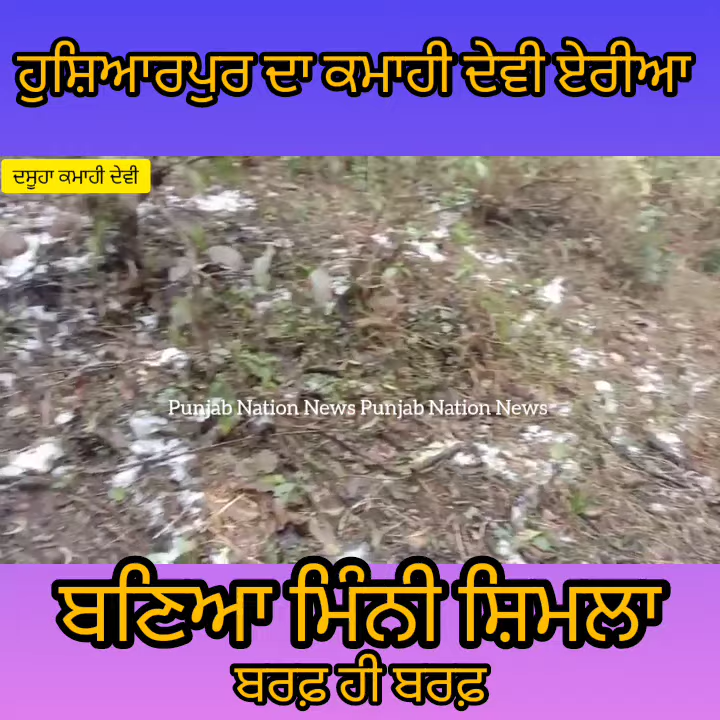 ਹੁਸ਼ਿਆਰਪੁਰ ਦਾ ਕਮਾਹੀ ਦੇਵੀ ਏਰੀਆ
ਦਸੂਹਾ ਕਮਾਹੀ ਦੇਵੀ
Punjab Nation News Punjab Nation News
ਬਣਿਆ ਮਿੰਨੀ ਸ਼ਿਮਲਾ
ਬਰਫ਼ ਹੀ ਬਰਫ਼